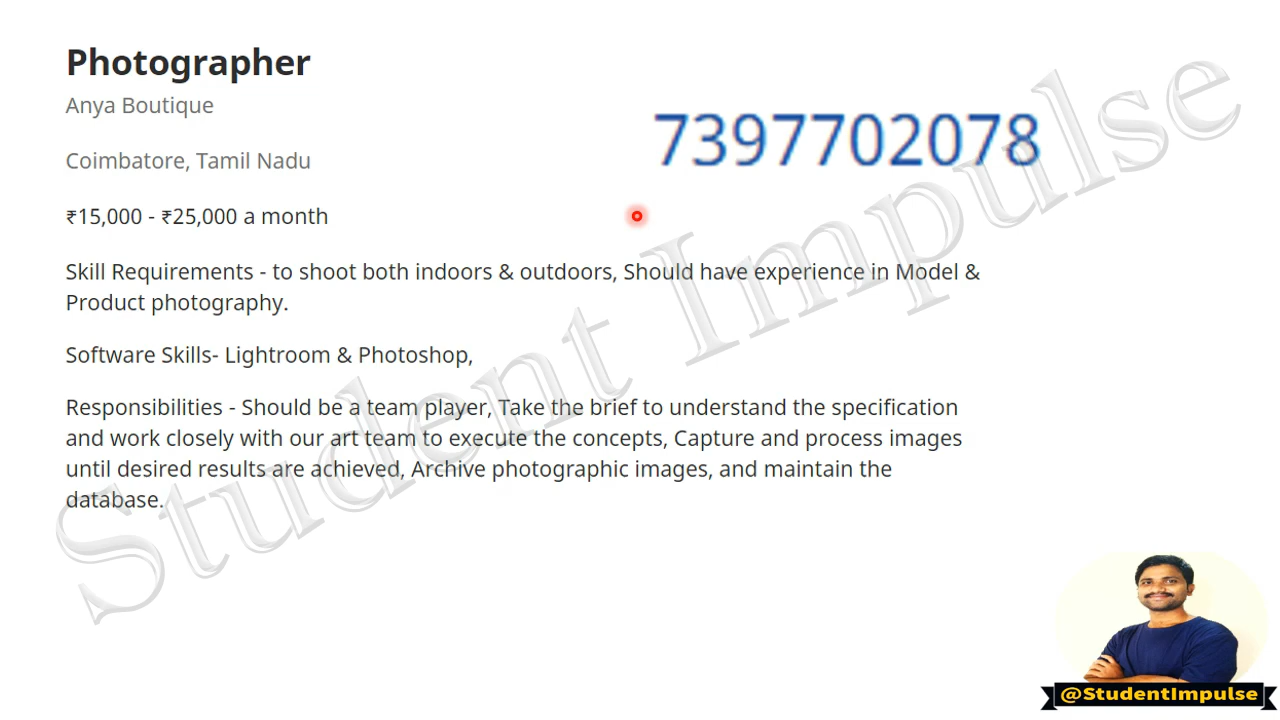 Photographer
Anya Boutique
7397702078
Coimbatore, Tamil Nadu
₹15,000 - ₹25,000 a month
Skill Requirements - to shoot both indoors & outdoors, Should have experience in Model &
Product photography.
Software Skills- Lightroom & Photoshop,
Responsibilities - Should be a team player, Take the brief to understand the specification
and work closely with our art team to execute the concepts, Capture and process images
until desired results are achieved, Archive photographic images, and maintain the
database.
Student Impulse
@StudentImpulse